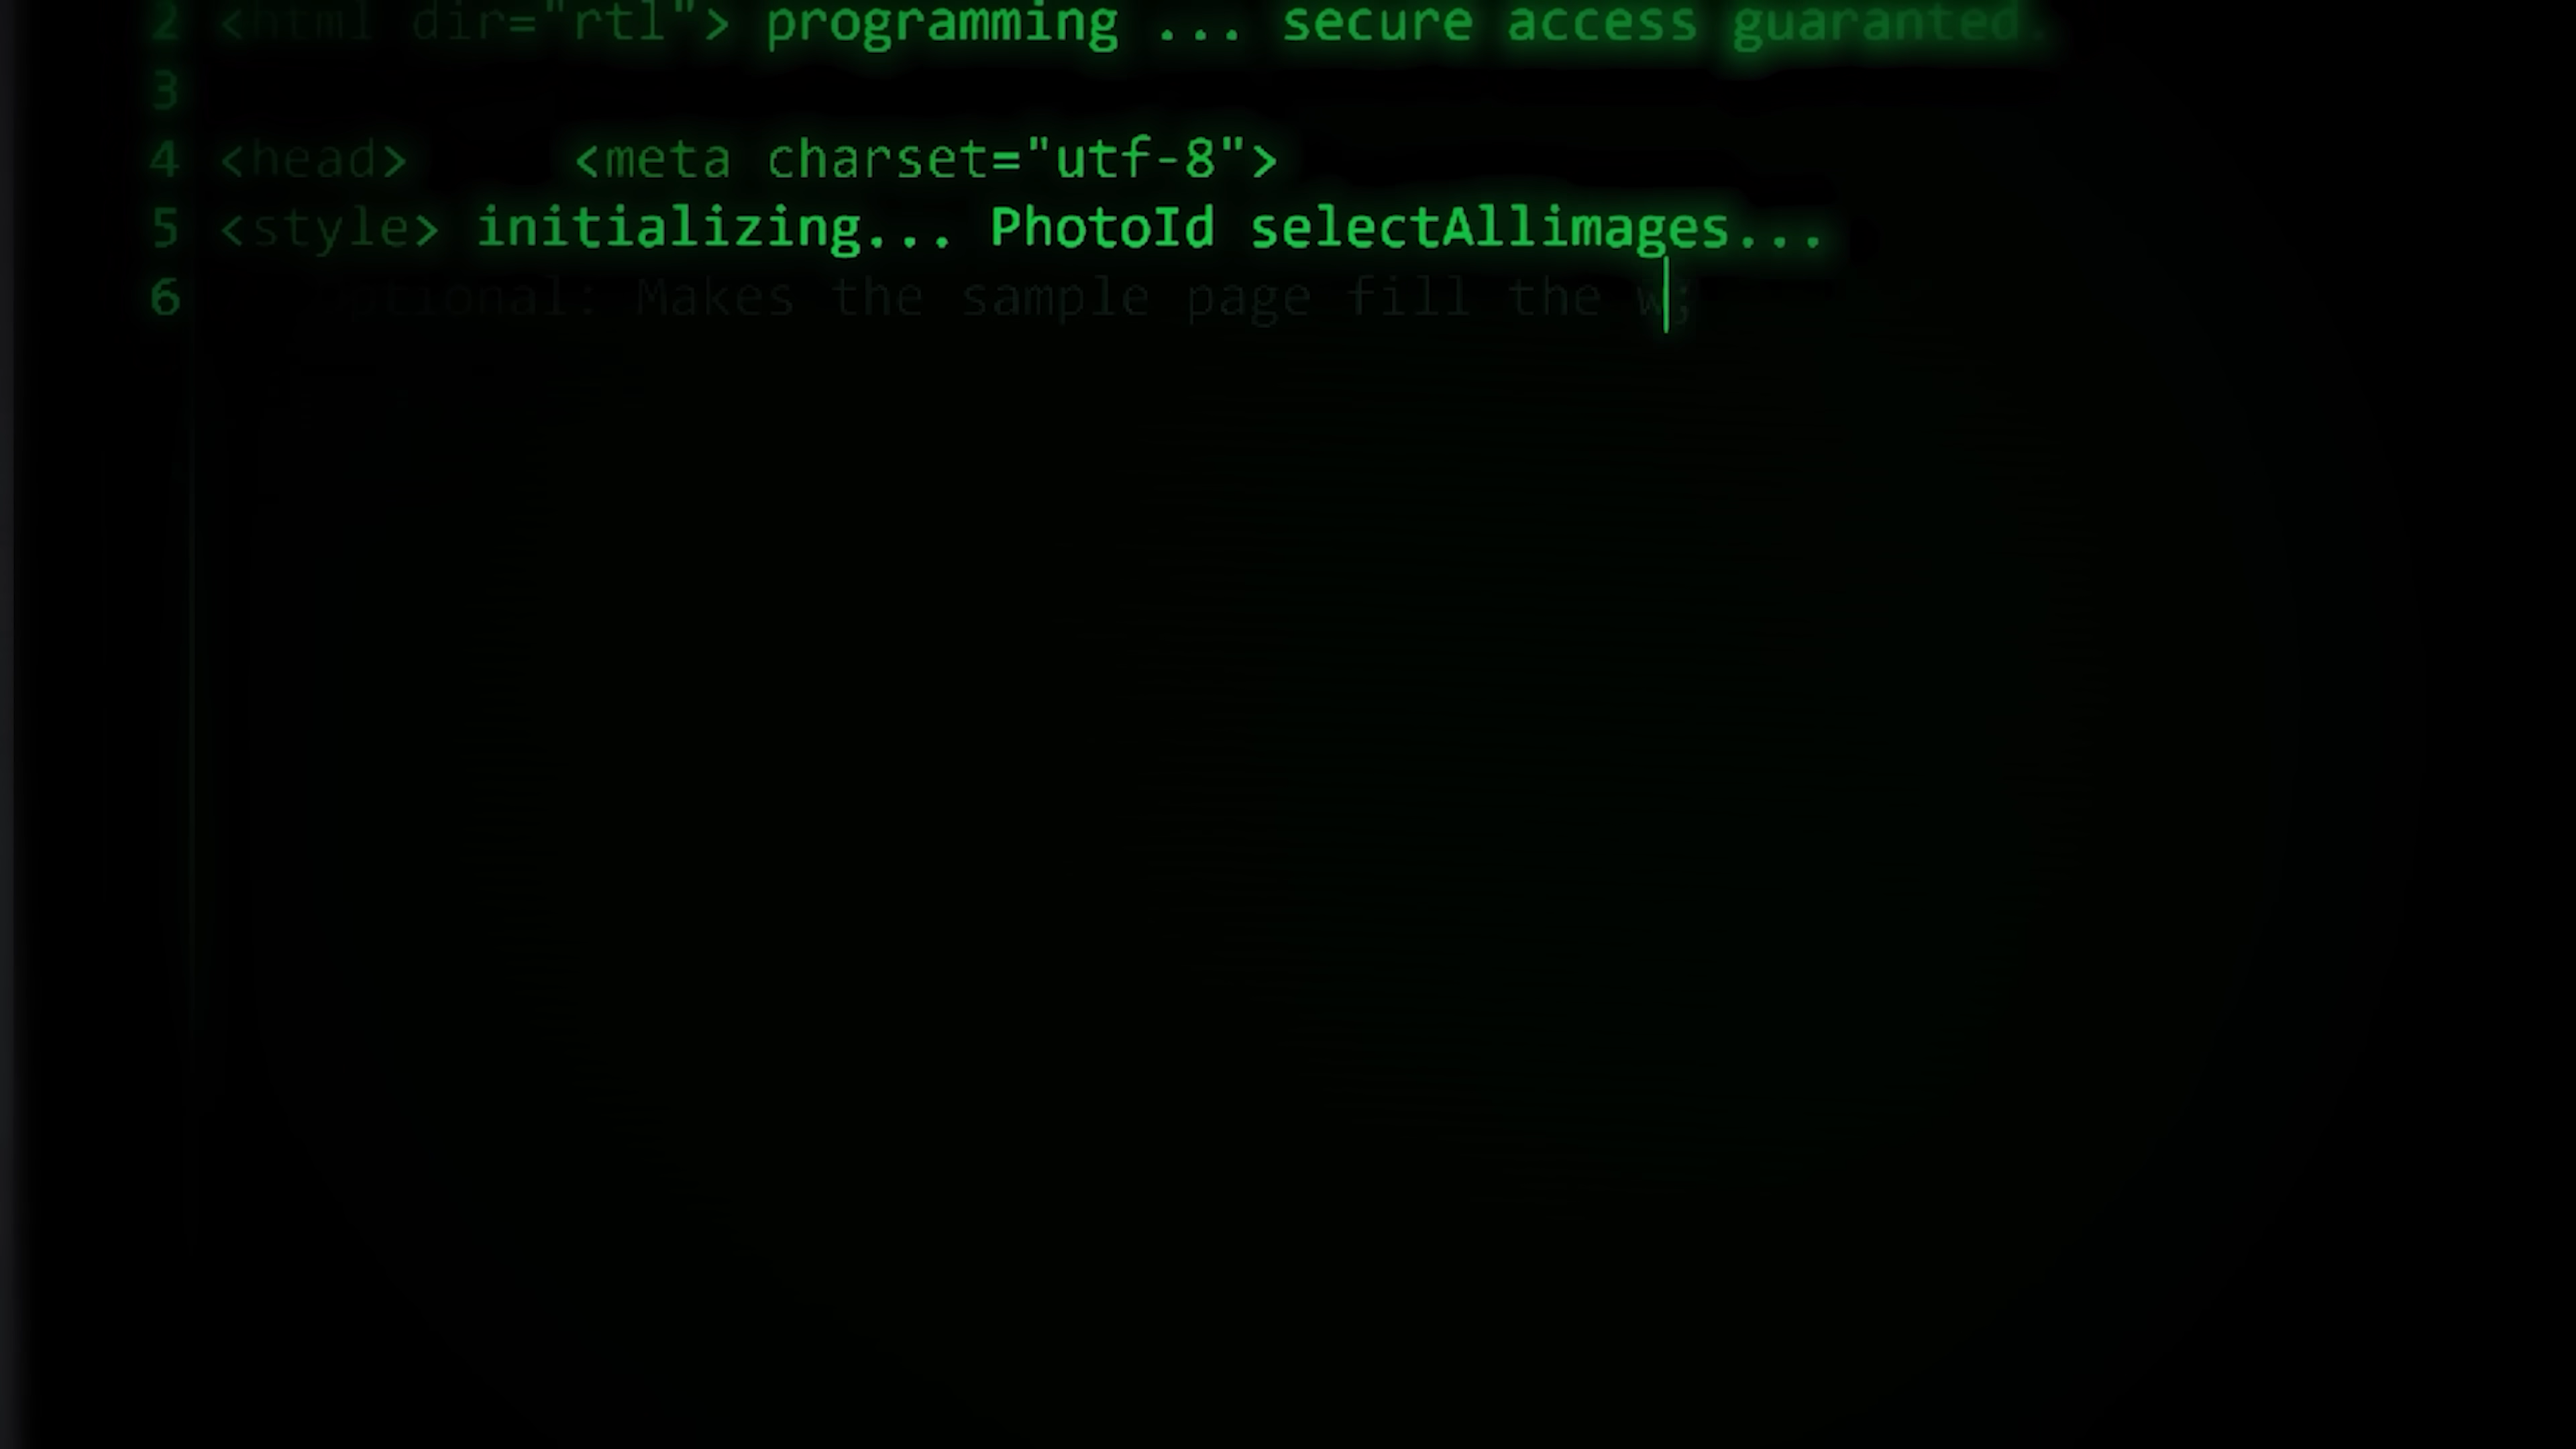 2 <html dir="rtl"> programming ... secure access guaranted.
3
4 <head>     <meta charset="utf-8">
5 <style> initializing... PhotoId selectAllimages...
6    Optional: Makes the sample page fill the w;